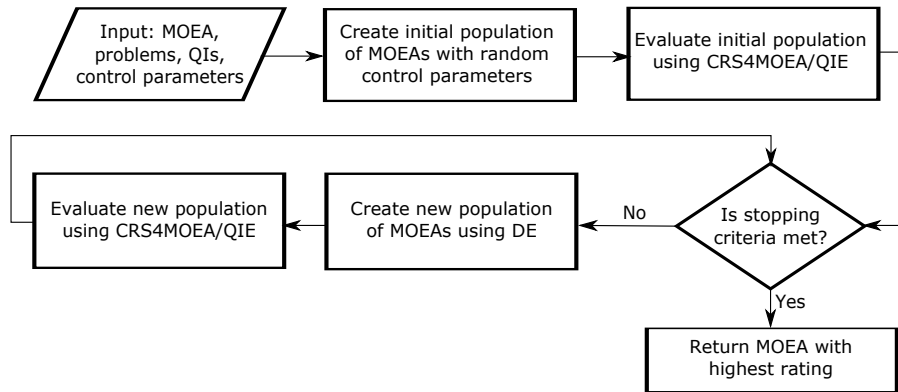 Input: MOEA,
problems, QIs,
control parameters
Create initial population
of MOEAs with random
control parameters
Evaluate initial population
using CRS4MOEA/QIE
Evaluate new population
using CRS4MOEA/QIE
Create new population
of MOEAs using DE
No
Is stopping
criteria met?
Yes
Return MOEA with
highest rating